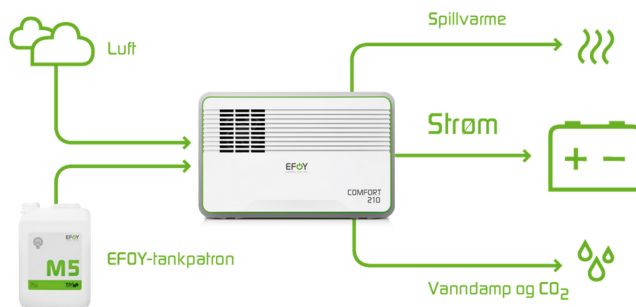 Spillvarme
Luft
Strøm
EFOY
COMFORT
210
EFOY
M5
EFOY-tankpatron
Vanndamp og CO₂